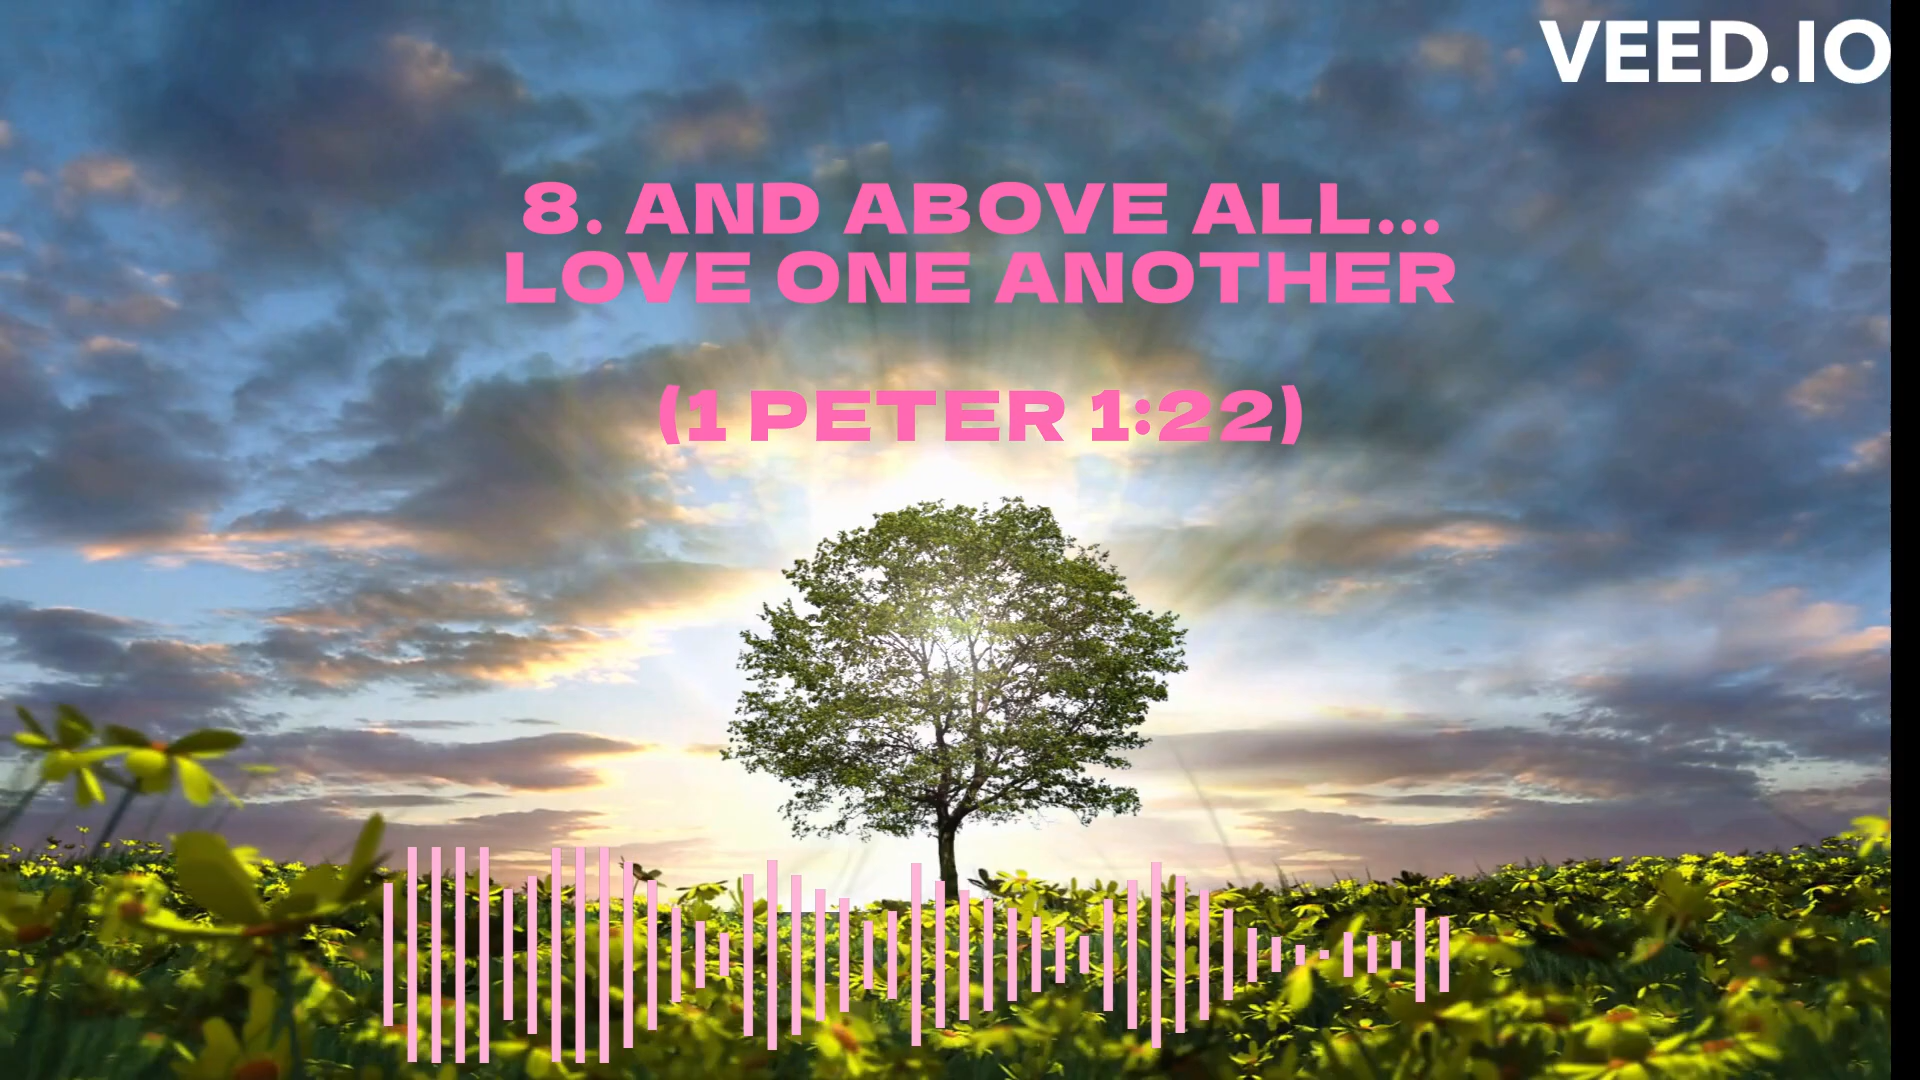 VEED.IO
8. AND ABOVE ALL...
LOVE ONE ANOTHER
(1 PETER 1:22)